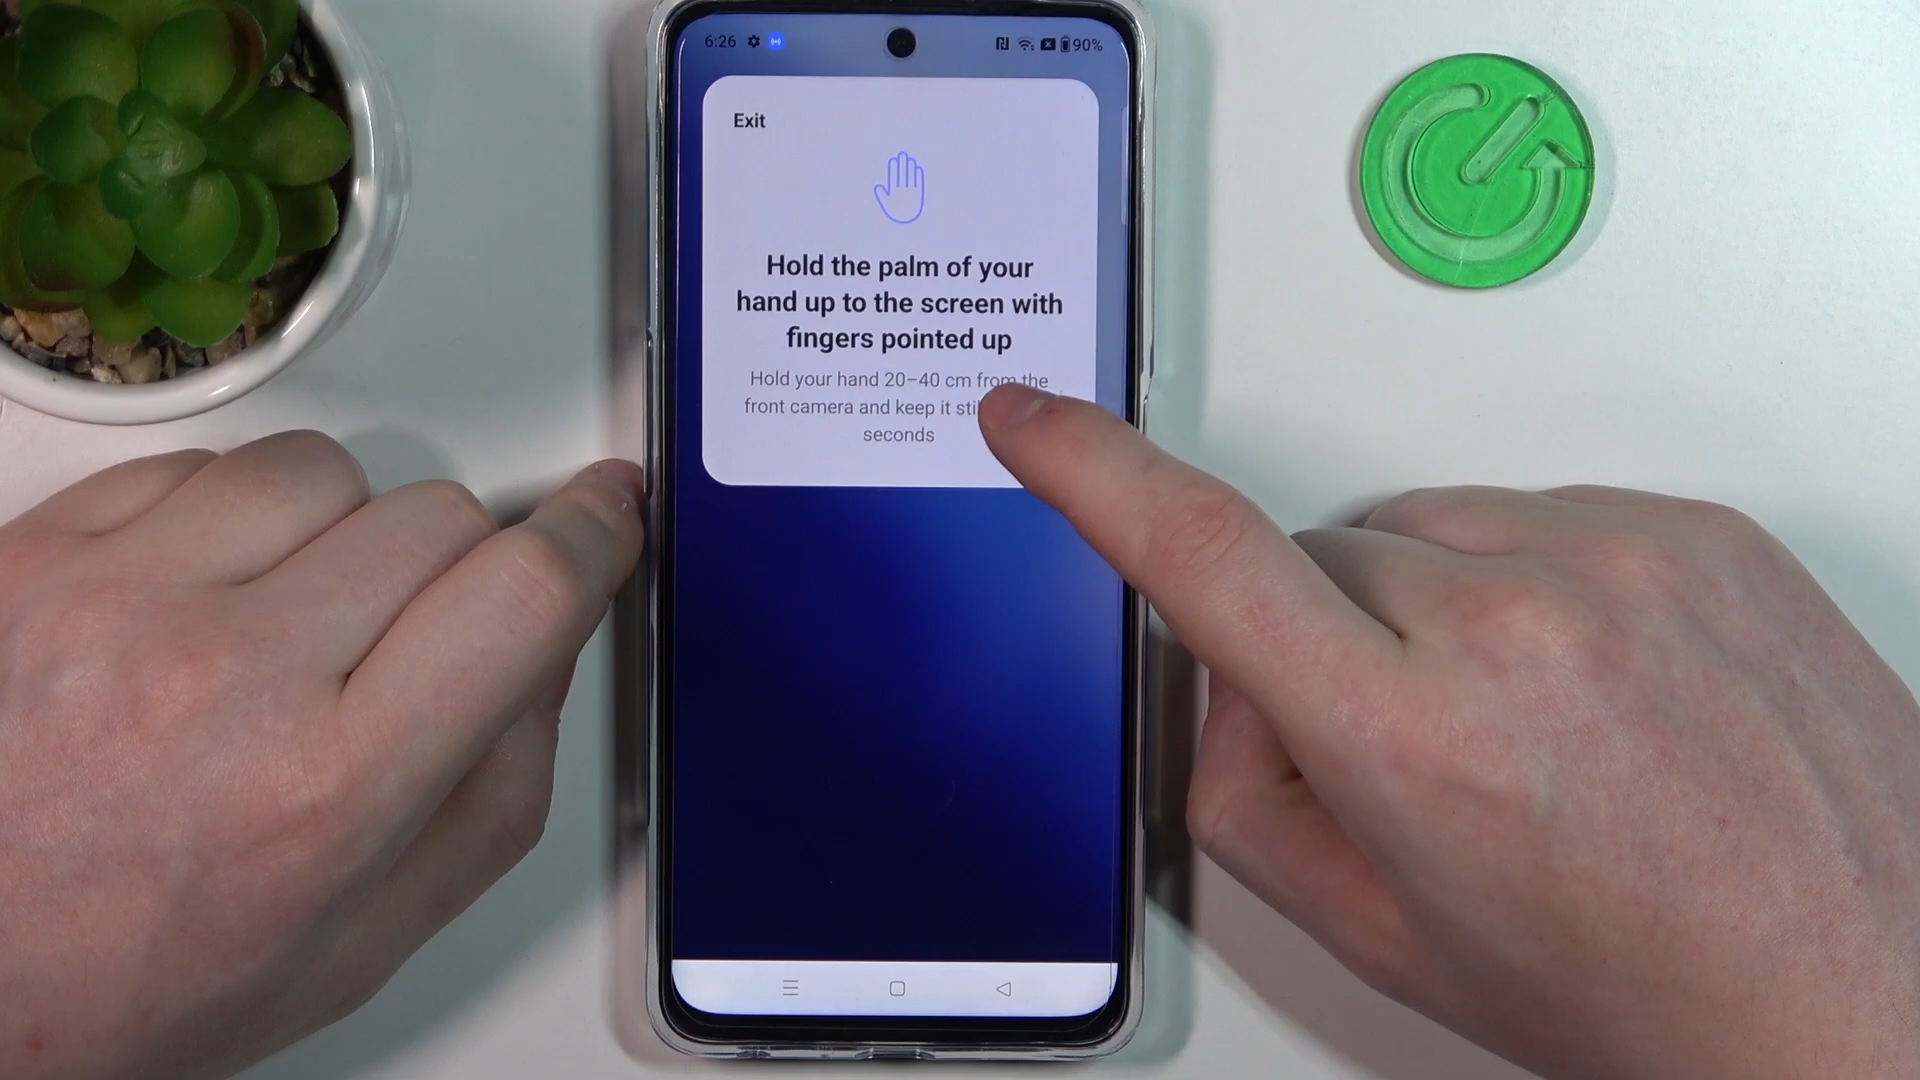 6:26 90%
Exit
Hold the palm of your
hand up to the screen with
fingers pointed up
Hold your hand 20–40 cm from the
front camera and keep it
seconds